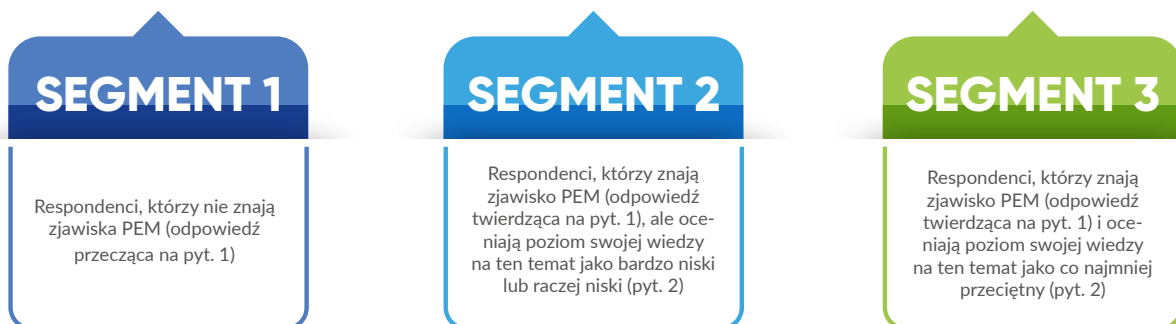 SEGMENT 1
Respondenci, którzy nie znają
zjawiska PEM (odpowiedź
przecząca na pyt. 1)
SEGMENT 2
Respondenci, którzy znają
zjawisko PEM (odpowiedź
twierdząca na pyt. 1), ale oce-
niają poziom swojej wiedzy
na ten temat jako bardzo niski
lub raczej niski (pyt. 2)
SEGMENT 3
Respondenci, którzy znają
zjawisko PEM (odpowiedź
twierdząca na pyt. 1) i oce-
niają poziom swojej wiedzy
na ten temat jako co najmniej
przeciętny (pyt. 2)